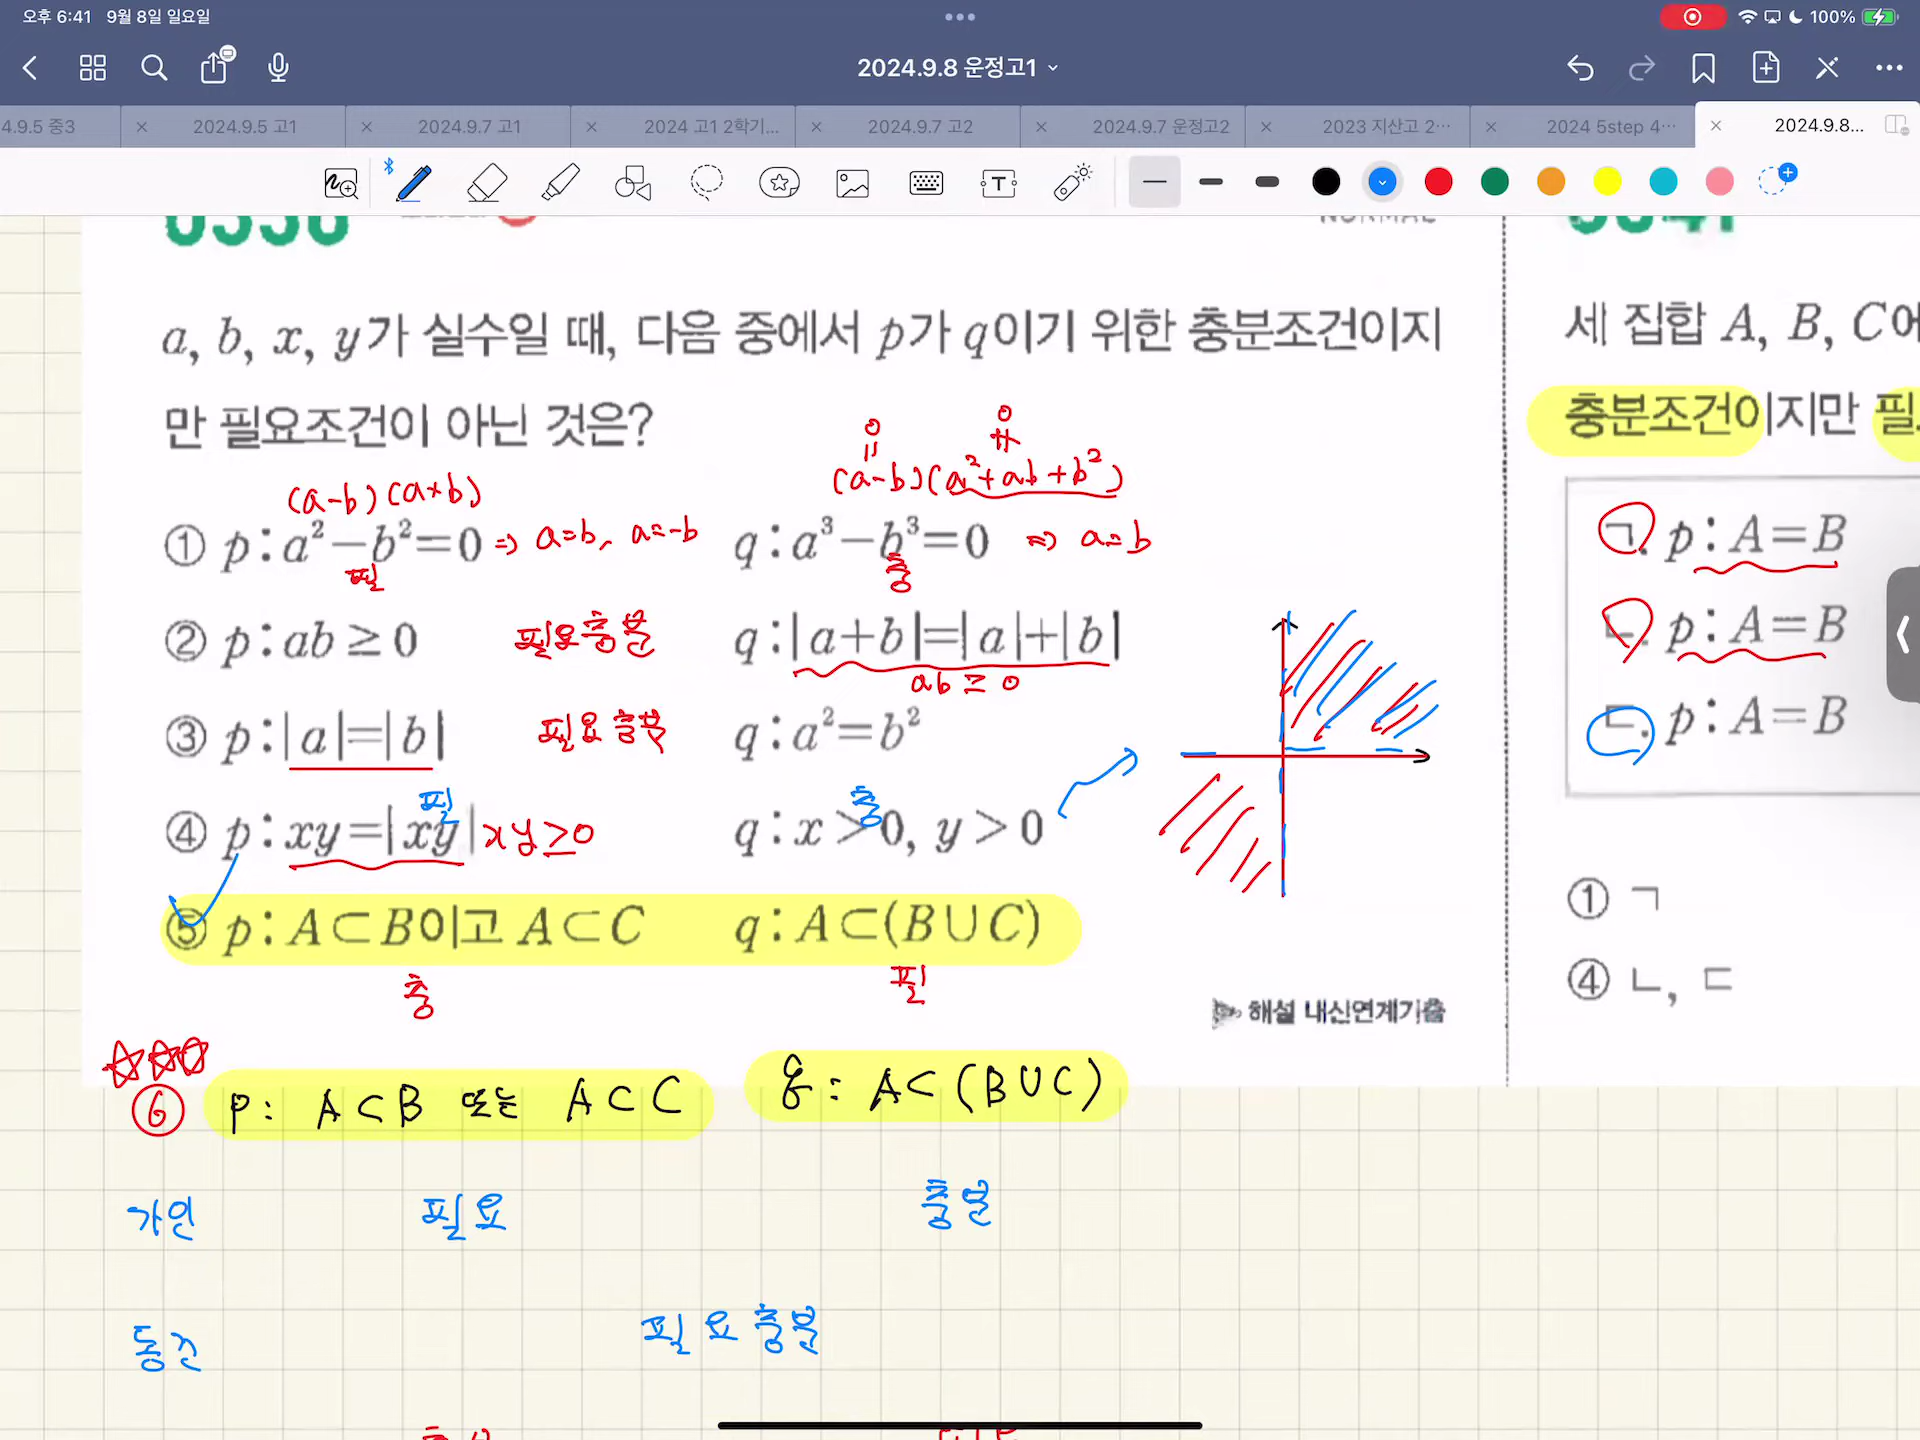 오후 6:41 9월 8일 일요일
100%
2024.9.8 운정고1
4.9.5 중3
2024.9.5 고1
2024.9.7 고1
2024 고1 2학기...
2024.9.7 고2
2024.9.7 운정고2
2023 지산고 2...
2024 5step 4...
2024.9.8...
NORMAL
a, b, x, y가 실수일 때, 다음 중에서 p가 q이기 위한 충분조건이지
만 필요조건이 아닌 것은?
0 0
(a-b)(a+b) (a-b)(a²+ab+b²)
① p : a²-b²=0 ⇒ a=b, a=-b q : a³-b³=0 ⇒ a=b
필 충
② p : ab≥0 필요충분 q : |a+b|=|a|+|b|
ab≥0
③ p : |a|=|b| 필요충분 q : a²=b²
필 충
④ p : xy=|xy| xy≥0 q : x>0, y>0
⑤ p : A⊂B이고 A⊂C q : A⊂(B∪C)
충 필
해설 내신연계기출
⑥ p: A⊂B 또는 A⊂C q: A⊂(B∪C)
가인 필요 충분
동건 필요충분
세 집합 A, B, C에
충분조건이지만 필
ㄱ. p : A=B
ㄴ. p : A=B
ㄷ. p : A=B
① ㄱ
④ ㄴ, ㄷ